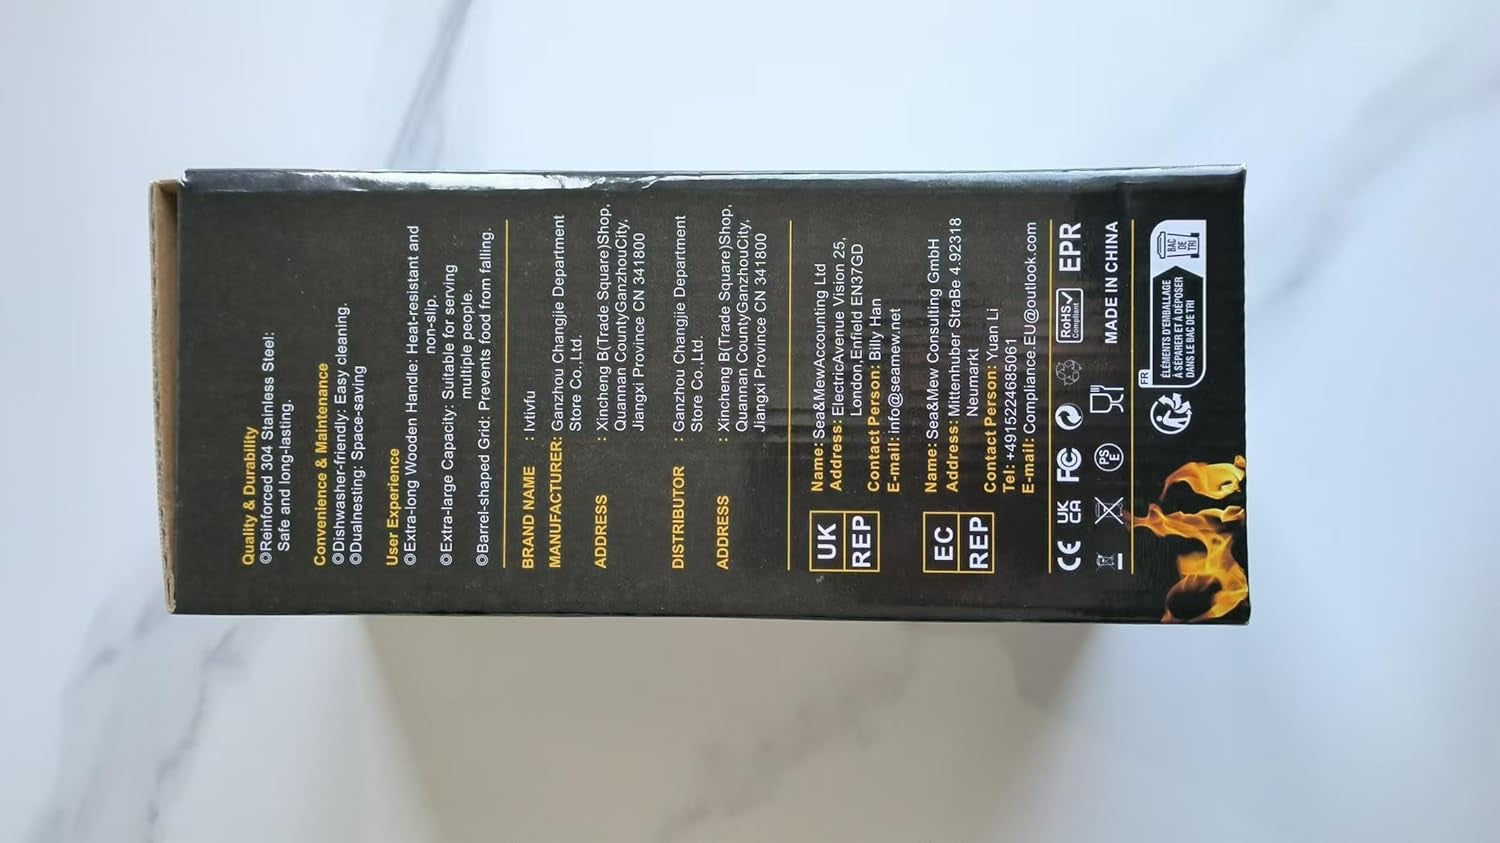 Quality & Durability
◎Reinforced 304 Stainless Steel:
Safe and long-lasting.
Convenience & Maintenance
◎Dishwasher-friendly: Easy cleaning.
◎Dualnesting: Space-saving
User Experience
◎Extra-long Wooden Handle: Heat-resistant and
non-slip.
◎Extra-large Capacity: Suitable for serving
multiple people.
◎Barrel-shaped Grid: Prevents food from falling.
BRAND NAME : lvtivfu
MANUFACTURER: Ganzhou Changjie Department
Store Co.,Ltd.
ADDRESS : Xincheng B(Trade Square)Shop,
Quannan CountyGanzhouCity,
Jiangxi Province CN 341800
DISTRIBUTOR : Ganzhou Changjie Department
Store Co.,Ltd.
ADDRESS : Xincheng B(Trade Square)Shop,
Quannan CountyGanzhouCity,
Jiangxi Province CN 341800
UK
REP
Name: Sea&MewAccounting Ltd
Address: ElectricAvenue Vision 25,
London,Enfield EN37GD
Contact Person: Billy Han
E-mail: info@seamew.net
EC
REP
Name: Sea&Mew Consulting GmbH
Address: Mittenhuber StraBe 4.92318
Neumarkt
Contact Person: Yuan Li
Tel: +4915224685061
E-mail: Compliance.EU@outlook.com
CE UK
CA FC RoHS
Compliant EPR
PS
E MADE IN CHINA
FR
ÉLÉMENTS D'EMBALLAGE
À SÉPARER ET À DÉPOSER
DANS LE BAC DE TRI
BAC
DE
TRI